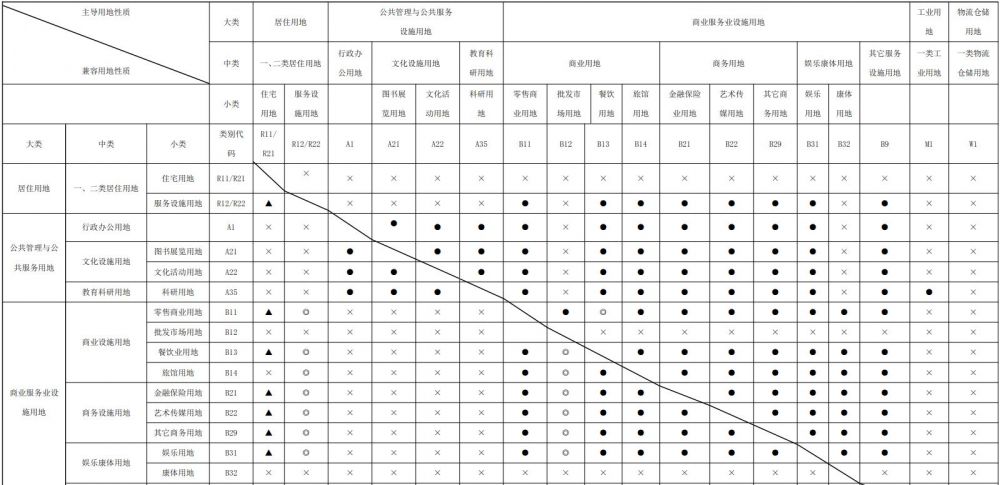 主导用地性质 大类 居住用地 公共管理与公共服务 商业服务业设施用地 工业用 物流仓储
设施用地 地 用地
兼容用地性质 中类 一、二类居住用地 行政办 文化设施用地 教育科 商业用地 商务用地 娱乐康体用地 其它服务 一类工 一类物流
公用地 研用地 设施用地 业用地 仓储用地
小类 住宅 服务设 图书展 文化活 科研用 零售商 批发市 餐饮 旅馆 金融保险 艺术传 其它商 娱乐 康体
用地 施用地 览用地 动用地 地 业用地 场用地 业用地 用地 业用地 媒用地 务用地 用地 用地
大类 中类 小类 类别代 R11/ R12/R22 A1 A21 A22 A35 B11 B12 B13 B14 B21 B22 B29 B31 B32 B9 M1 W1
码 R21
居住用地 一、二类居住用地 住宅用地 R11/R21 × × × × × × × × × × × × × × × × ×
服务设施用地 R12/R22 ▲ × × × × ● × ● ● ● ● ● ● × ● × ×
公共管理与公
共服务用地
行政办公用地 A1 × × ● ● ● ● × ● ● ● ● ● ● × ● × ×
文化设施用地 图书展览用地 A21 × × ● ● ● ● × ● ● ● ● ● ● × ● × ×
文化活动用地 A22 × × ● ● ● ● × ● ● ● ● ● ● × ● × ×
教育科研用地 科研用地 A35 × × ● ● ● ● × ● ● ● ● ● ● × ● ● ×
商业服务业设
施用地
商业设施用地 零售商业用地 B11 ▲ ◎ × × × × ● ◎ ● ● ● ● ● ● ● × ×
批发市场用地 B12 × × × × × × × × × × × × × × × × ×
餐饮业用地 B13 ▲ ◎ × × × × ● ◎ ● ● ● ● ● ● ● × ×
旅馆用地 B14 × ◎ × × × × ● ◎ ● ● ● ● ● ● ● × ×
商务设施用地 金融保险用地 B21 ▲ ◎ × × × × ● ◎ ● ● ● ● ● ● ● × ×
艺术传媒用地 B22 ▲ ◎ × × × × ● ◎ ● ● ● ● ● ● ● × ×
其它商务用地 B29 ▲ ◎ × × × × ● ◎ ● ● ● ● ● ● ● × ×
娱乐康体用地 娱乐用地 B31 ▲ ◎ × × × × ● ◎ ● ● ● ● ● ● ● × ×
康体用地 B32 × × × × × × × × × × × × × × × × ×